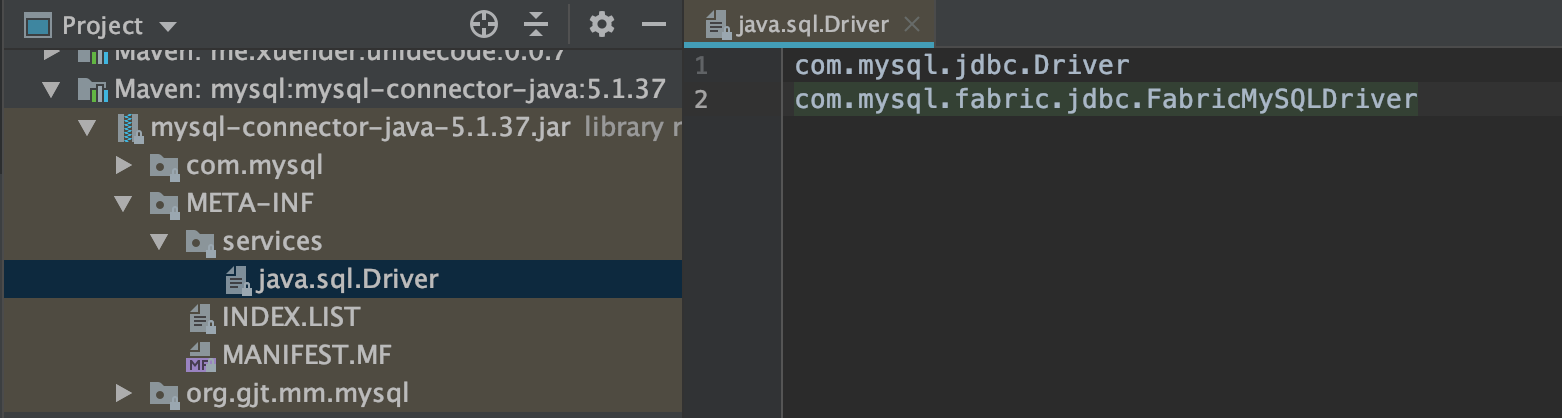 Project
Maven: me.xuender.unidecode:0.0.7
Maven: mysql:mysql-connector-java:5.1.37
mysql-connector-java-5.1.37.jar library r
com.mysql
META-INF
services
java.sql.Driver
INDEX.LIST
MF MANIFEST.MF
org.gjt.mm.mysql
java.sql.Driver
1 com.mysql.jdbc.Driver
2 com.mysql.fabric.jdbc.FabricMySQLDriver